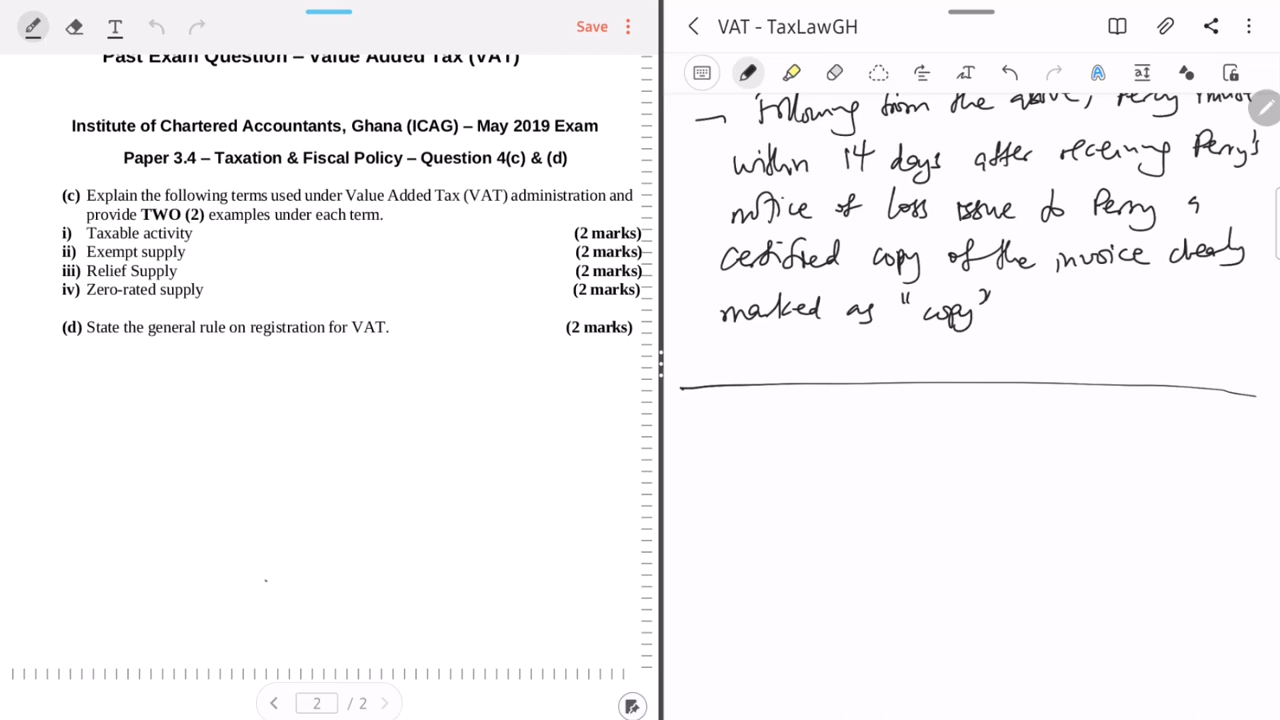 Save
Past Exam Question – Value Added Tax (VAT)
Institute of Chartered Accountants, Ghana (ICAG) – May 2019 Exam
Paper 3.4 – Taxation & Fiscal Policy – Question 4(c) & (d)
(c) Explain the following terms used under Value Added Tax (VAT) administration and
provide TWO (2) examples under each term.
i) Taxable activity (2 marks)
ii) Exempt supply (2 marks)
iii) Relief Supply (2 marks)
iv) Zero-rated supply (2 marks)
(d) State the general rule on registration for VAT. (2 marks)
2 / 2
VAT - TaxLawGH
– Following from the above, Perry must
within 14 days after receiving Perry's
notice of loss issue to Perry a
certified copy of the invoice clearly
marked as "copy"